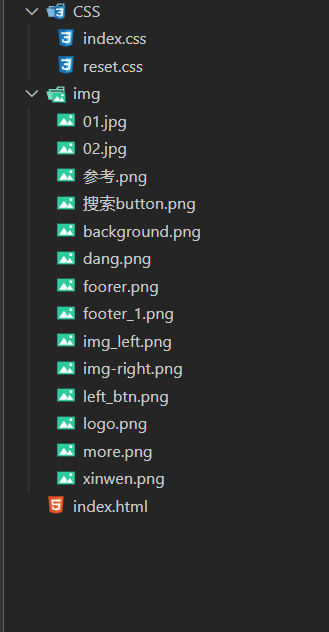 CSS
index.css
reset.css
img
01.jpg
02.jpg
参考.png
搜索button.png
background.png
dang.png
foorer.png
footer_1.png
img_left.png
img-right.png
left_btn.png
logo.png
more.png
xinwen.png
index.html